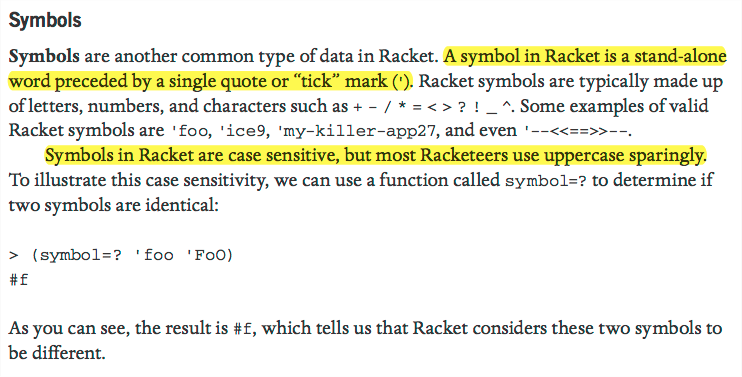 Symbols
Symbols are another common type of data in Racket. A symbol in Racket is a stand-alone
word preceded by a single quote or “tick” mark ('). Racket symbols are typically made up
of letters, numbers, and characters such as + - / * = < > ? ! _ ^. Some examples of valid
Racket symbols are 'foo, 'ice9, 'my-killer-app27, and even '--<<==>>--.
Symbols in Racket are case sensitive, but most Racketeers use uppercase sparingly.
To illustrate this case sensitivity, we can use a function called symbol=? to determine if
two symbols are identical:
> (symbol=? 'foo 'FoO)
#f
As you can see, the result is #f, which tells us that Racket considers these two symbols to
be different.